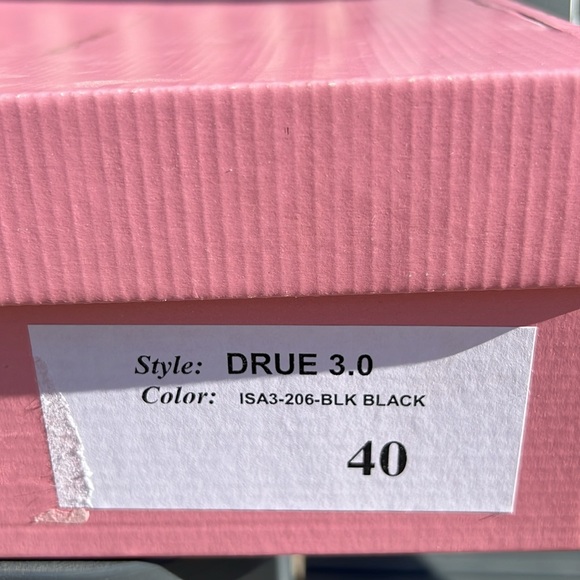 Style: DRUE 3.0
Color: ISA3-206-BLK BLACK
40